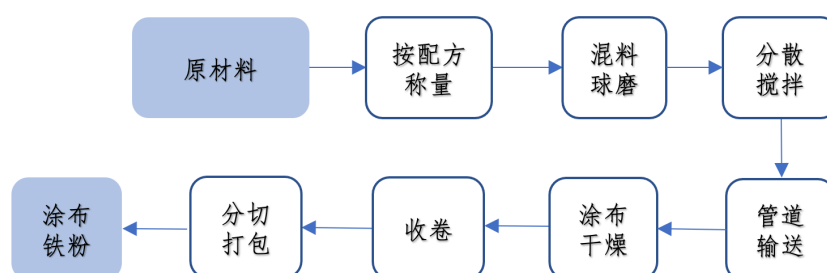 原材料
按配方
称量
混料
球磨
分散
搅拌
涂布
铁粉
分切
打包
收卷
涂布
干燥
管道
输送